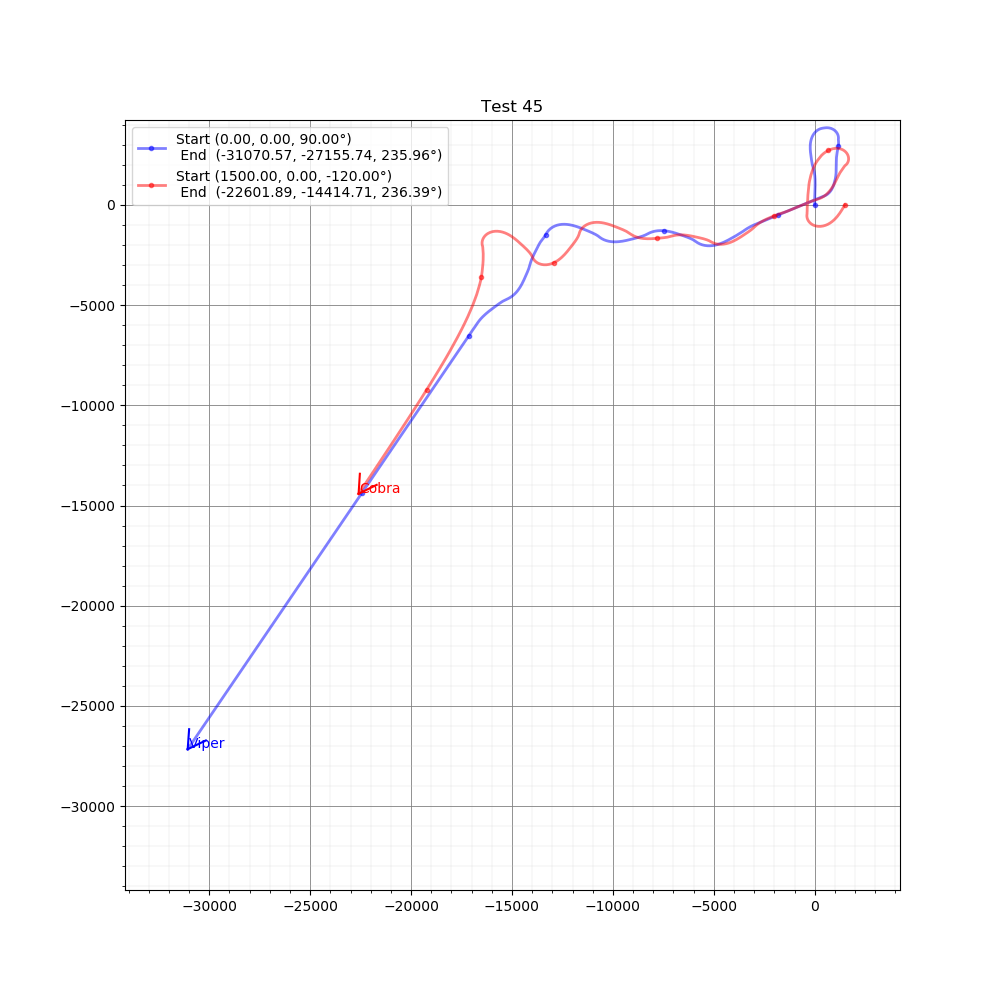 Test 45
Start (0.00, 0.00, 90.00°)
End (-31070.57, -27155.74, 235.96°)
Start (1500.00, 0.00, -120.00°)
End (-22601.89, -14414.71, 236.39°)
0
−5000
−10000
−15000
−20000
−25000
−30000
Cobra
Viper
−30000 −25000 −20000 −15000 −10000 −5000 0